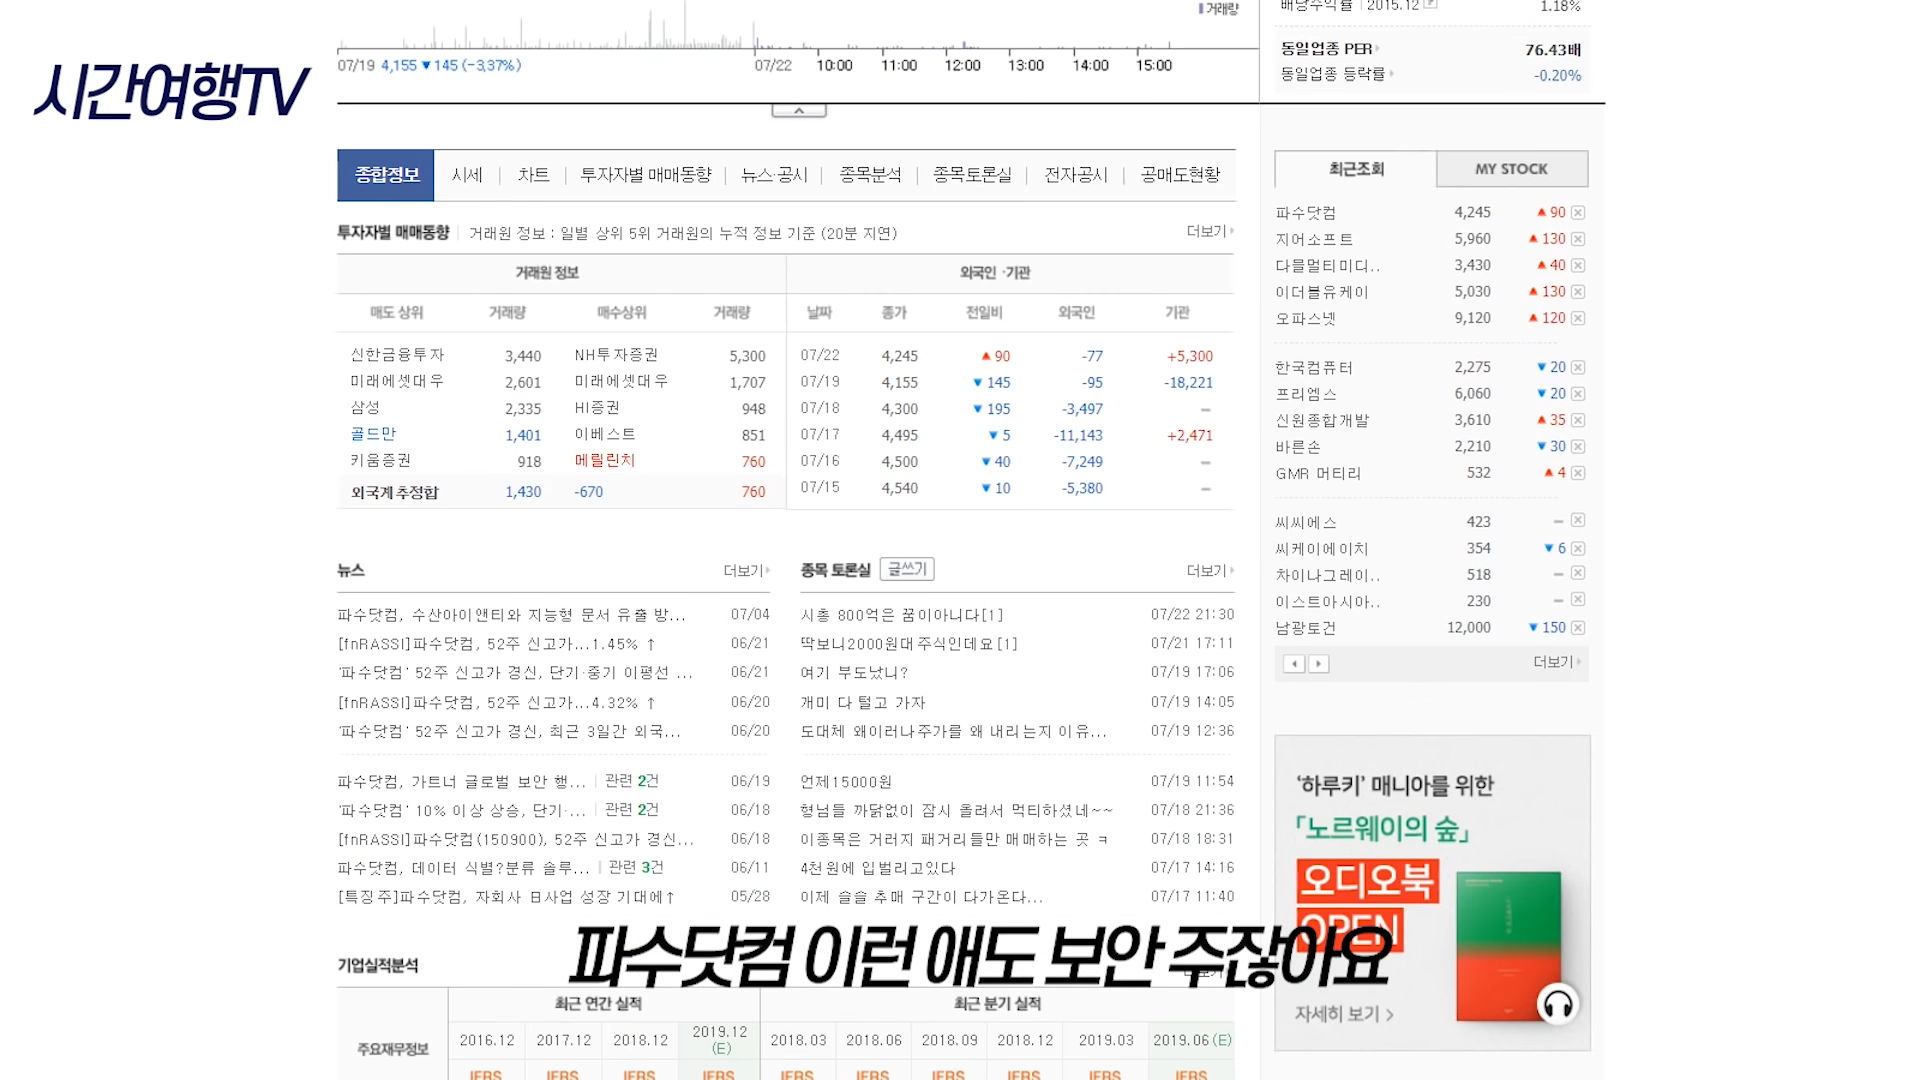 거래량
배당수익률 2015.12 1.18%
동일업종 PER 76.43배
동일업종 등락률 -0.20%
07/19 4,155 ▼145 (-3.37%) 07/22 10:00 11:00 12:00 13:00 14:00 15:00
시간여행TV
종합정보 시세 차트 투자자별 매매동향 뉴스·공시 종목분석 종목토론실 전자공시 공매도현황
투자자별 매매동향 거래원 정보 : 일별 상위 5위 거래원의 누적 정보 기준 (20분 지연) 더보기
거래원 정보 외국인·기관
매도 상위 거래량 매수상위 거래량 날짜 종가 전일비 외국인 기관
신한금융투자 3,440 NH투자증권 5,300 07/22 4,245 ▲90 -77 +5,300
미래에셋대우 2,601 미래에셋대우 1,707 07/19 4,155 ▼145 -95 -18,221
삼성 2,335 HI증권 948 07/18 4,300 ▼195 -3,497 –
골드만 1,401 이베스트 851 07/17 4,495 ▼5 -11,143 +2,471
키움증권 918 메릴린치 760 07/16 4,500 ▼40 -7,249 –
외국계추정합 1,430 -670 760 07/15 4,540 ▼10 -5,380 –
뉴스 더보기
파수닷컴, 수산아이앤티와 지능형 문서 유출 방... 07/04
[fnRASSI]파수닷컴, 52주 신고가...1.45% ↑ 06/21
'파수닷컴' 52주 신고가 경신, 단기·중기 이평선 ... 06/21
[fnRASSI]파수닷컴, 52주 신고가...4.32% ↑ 06/20
'파수닷컴' 52주 신고가 경신, 최근 3일간 외국... 06/20
파수닷컴, 가트너 글로벌 보안 행... 관련 2건 06/19
'파수닷컴' 10% 이상 상승, 단기·... 관련 2건 06/18
[fnRASSI]파수닷컴(150900), 52주 신고가 경신... 06/18
파수닷컴, 데이터 식별?분류 솔루... 관련 3건 06/11
[특징주]파수닷컴, 자회사 B사업 성장 기대에↑ 05/28
종목 토론실 글쓰기 더보기
시총 800억은 꿈이아니다[1] 07/22 21:30
딱보니2000원대 주식인데요[1] 07/21 17:11
여기 부도났니? 07/19 17:06
개미 다 털고 가자 07/19 14:05
도대체 왜이러나주가를 왜 내리는지 이유... 07/19 12:36
언제15000원 07/19 11:54
형님들 까닭없이 잠시 올려서 먹티하셨네~~ 07/18 21:36
이종목은 거러지 패거리들만 매매하는 곳 ㅋ 07/18 18:31
4천원에 입벌리고있다 07/17 14:16
이제 슬슬 추매 구간이 다가온다... 07/17 11:40
최근조회 MY STOCK
파수닷컴 4,245 ▲90
지어소프트 5,960 ▲130
다믈멀티미디.. 3,430 ▲40
이더블유케이 5,030 ▲130
오파스넷 9,120 ▲120
한국컴퓨터 2,275 ▼20
프리엠스 6,060 ▼20
신원종합개발 3,610 ▲35
바른손 2,210 ▼30
GMR 머티리 532 ▲4
씨씨에스 423 –
씨케이에이치 354 ▼6
차이나그레이.. 518 –
이스트아시아.. 230 –
남광토건 12,000 ▼150
더보기
'하루키' 매니아를 위한
「노르웨이의 숲」
오디오북
OPEN
자세히 보기 >
파수닷컴 이런 애도 보안 주잖아요
기업실적분석
주요재무정보 최근 연간 실적 최근 분기 실적
2016.12 2017.12 2018.12 2019.12 (E) 2018.03 2018.06 2018.09 2018.12 2019.03 2019.06 (E)
IFRS IFRS IFRS IFRS IFRS IFRS IFRS IFRS IFRS IFRS